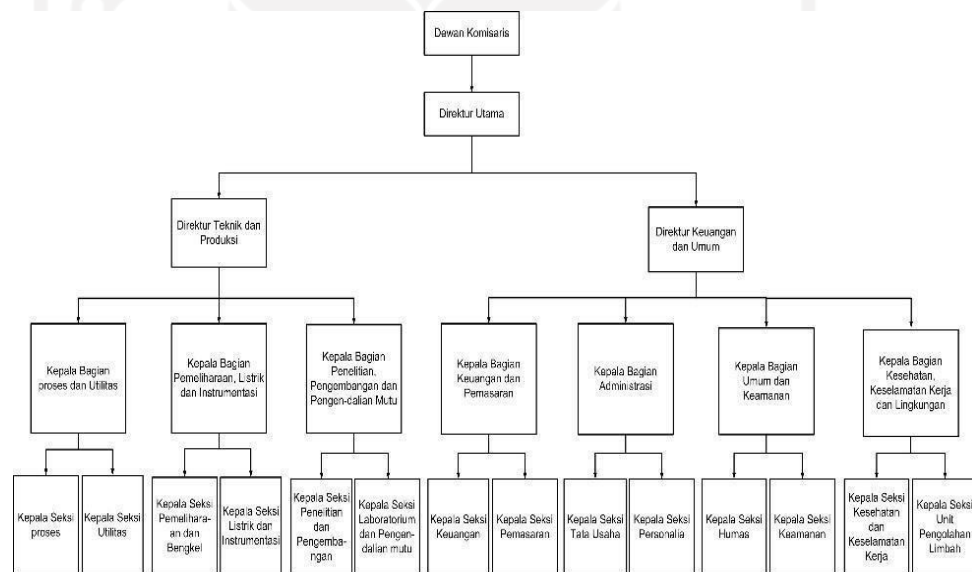 Dewan Komisaris
Direktur Utama
Direktur Teknik dan
Produksi
Direktur Keuangan
dan Umum
Kepala Bagian
proses dan Utilitas
Kepala Bagian
Pemeliharaan, Listrik
dan Instrumentasi
Kepala Bagian
Penelitian,
Pengembangan dan
Pengen-dalian Mutu
Kepala Bagian
Keuangan dan
Pemasaran
Kepala Bagian
Administrasi
Kepala Bagian
Umum dan
Keamanan
Kepala Bagian
Kesehatan,
Keselamatan Kerja
dan Lingkungan
Kepala Seksi
proses
Kepala Seksi
Utilitas
Kepala Seksi
Pemelihara-
an dan
Bengkel
Kepala Seksi
Listrik dan
Instrumentasi
Kepala Seksi
Penelitian
dan
Pengemba-
ngan
Kepala Seksi
Laboratorium
dan Pengen-
dalian mutu
Kepala Seksi
Keuangan
Kepala Seksi
Pemasaran
Kepala Seksi
Tata Usaha
Kepala Seksi
Personalia
Kepala Seksi
Humas
Kepala Seksi
Keamanan
Kepala Seksi
Kesehatan
dan
Keselamatan
Kerja
Kepala Seksi
Unit
Pengolahan
Limbah